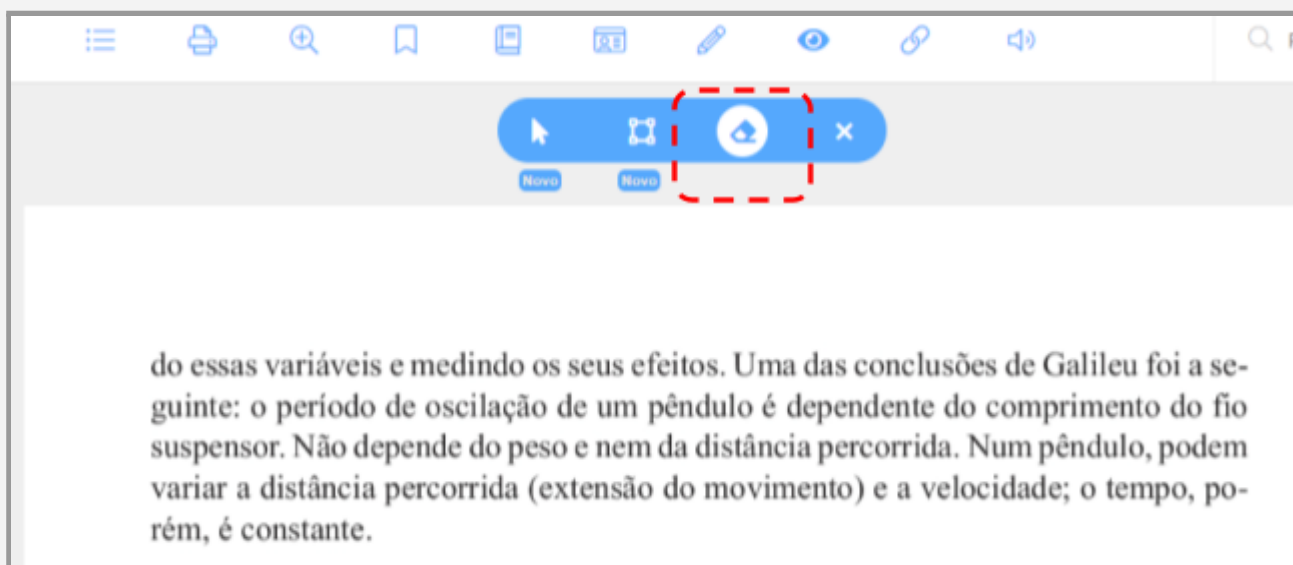 Novo Novo
do essas variáveis e medindo os seus efeitos. Uma das conclusões de Galileu foi a se-
guinte: o período de oscilação de um pêndulo é dependente do comprimento do fio
suspensor. Não depende do peso e nem da distância percorrida. Num pêndulo, podem
variar a distância percorrida (extensão do movimento) e a velocidade; o tempo, po-
rém, é constante.